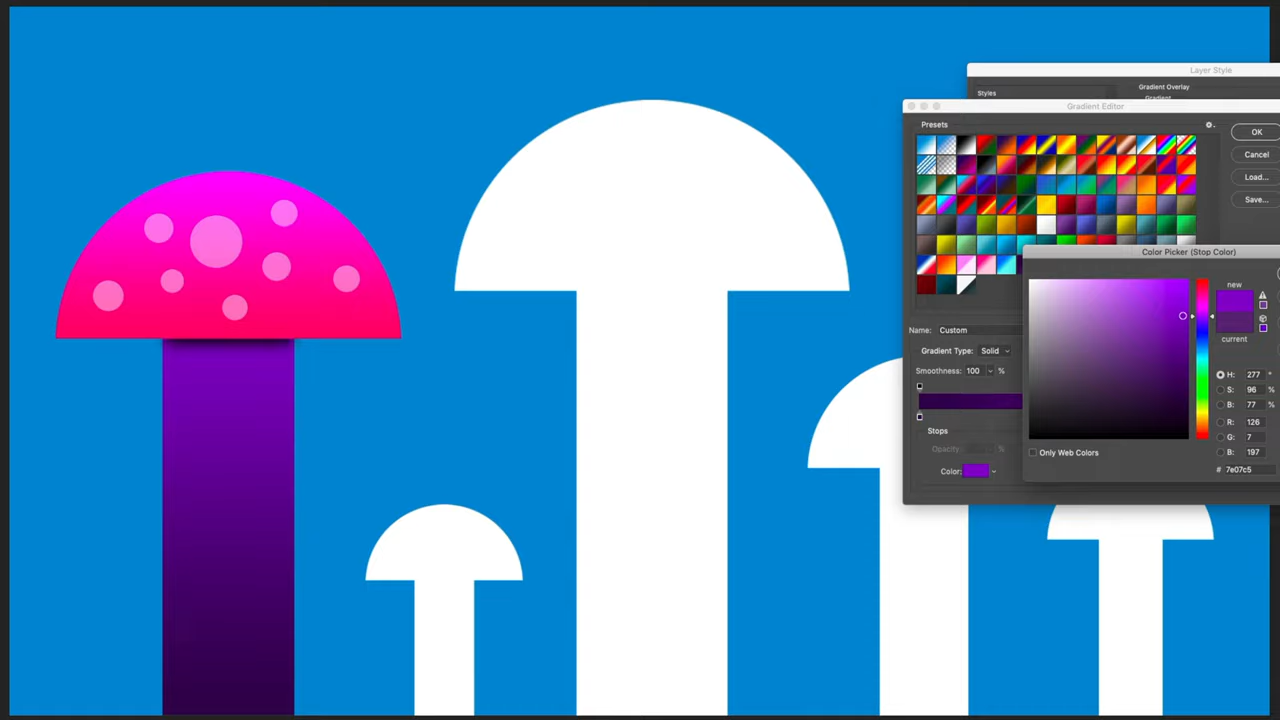 Layer Style
Styles
Gradient Overlay
Gradient
Gradient Editor
Presets
OK
Cancel
Load...
Save...
Color Picker (Stop Color)
new
current
Name: Custom
Gradient Type: Solid
Smoothness: 100 %
Stops
Opacity: %
Color:
Only Web Colors
H: 277 °
S: 96 %
B: 77 %
R: 126
G: 7
B: 197
# 7e07c5